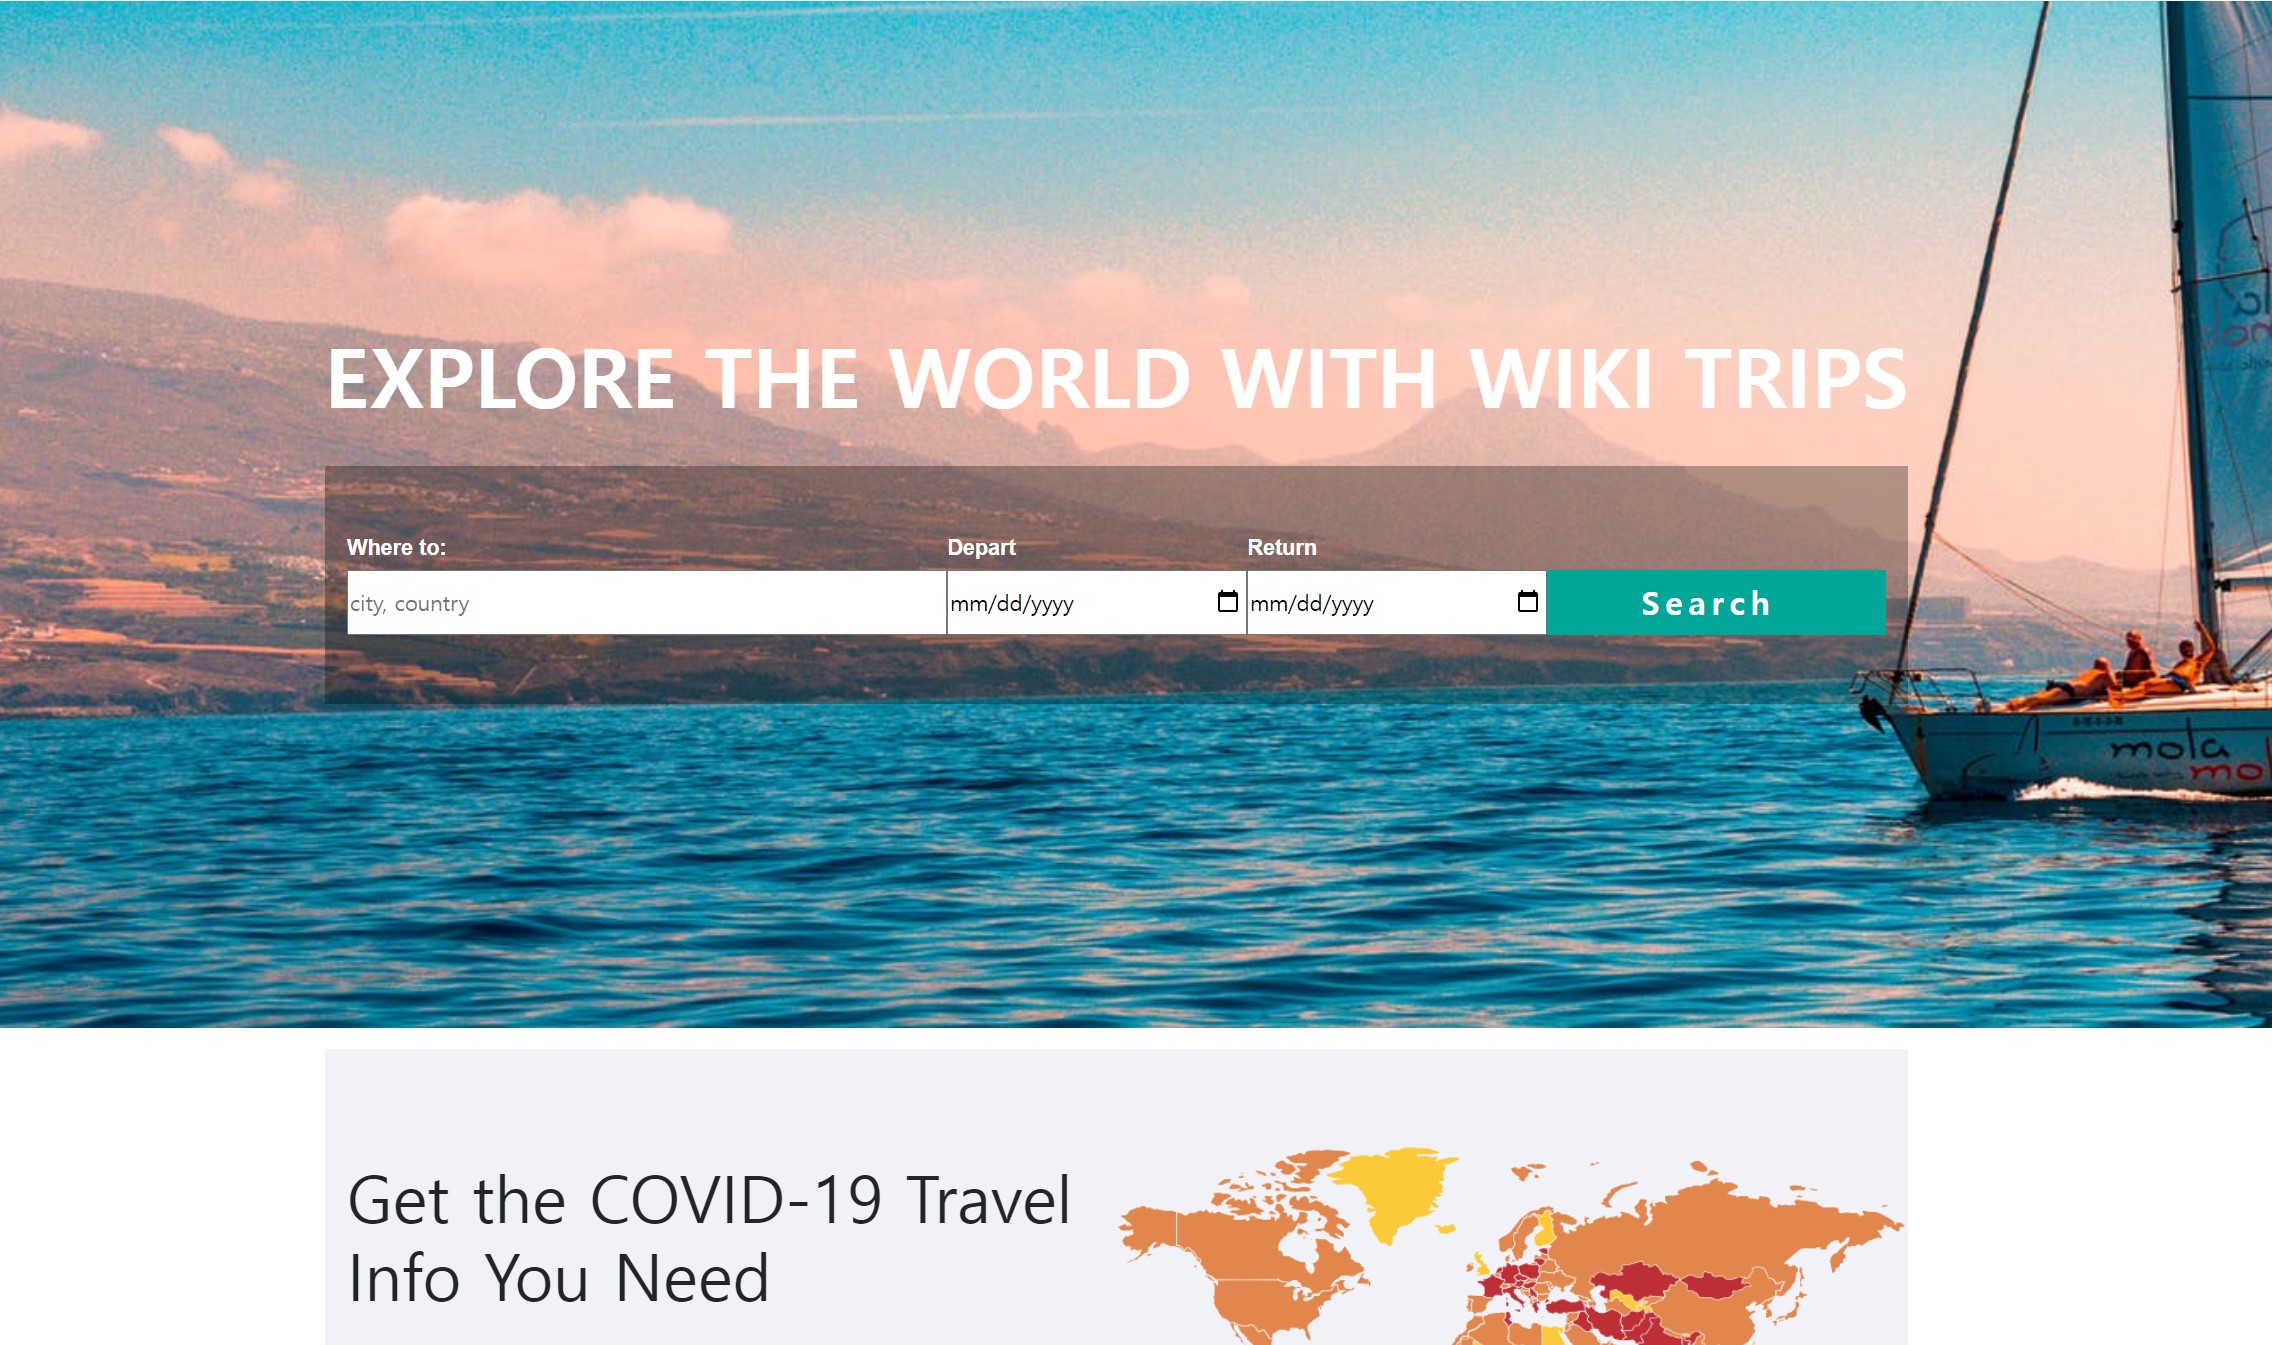 EXPLORE THE WORLD WITH WIKI TRIPS
Where to:
Depart
Return
city, country
mm/dd/yyyy
mm/dd/yyyy
Search
mola
Get the COVID-19 Travel
Info You Need